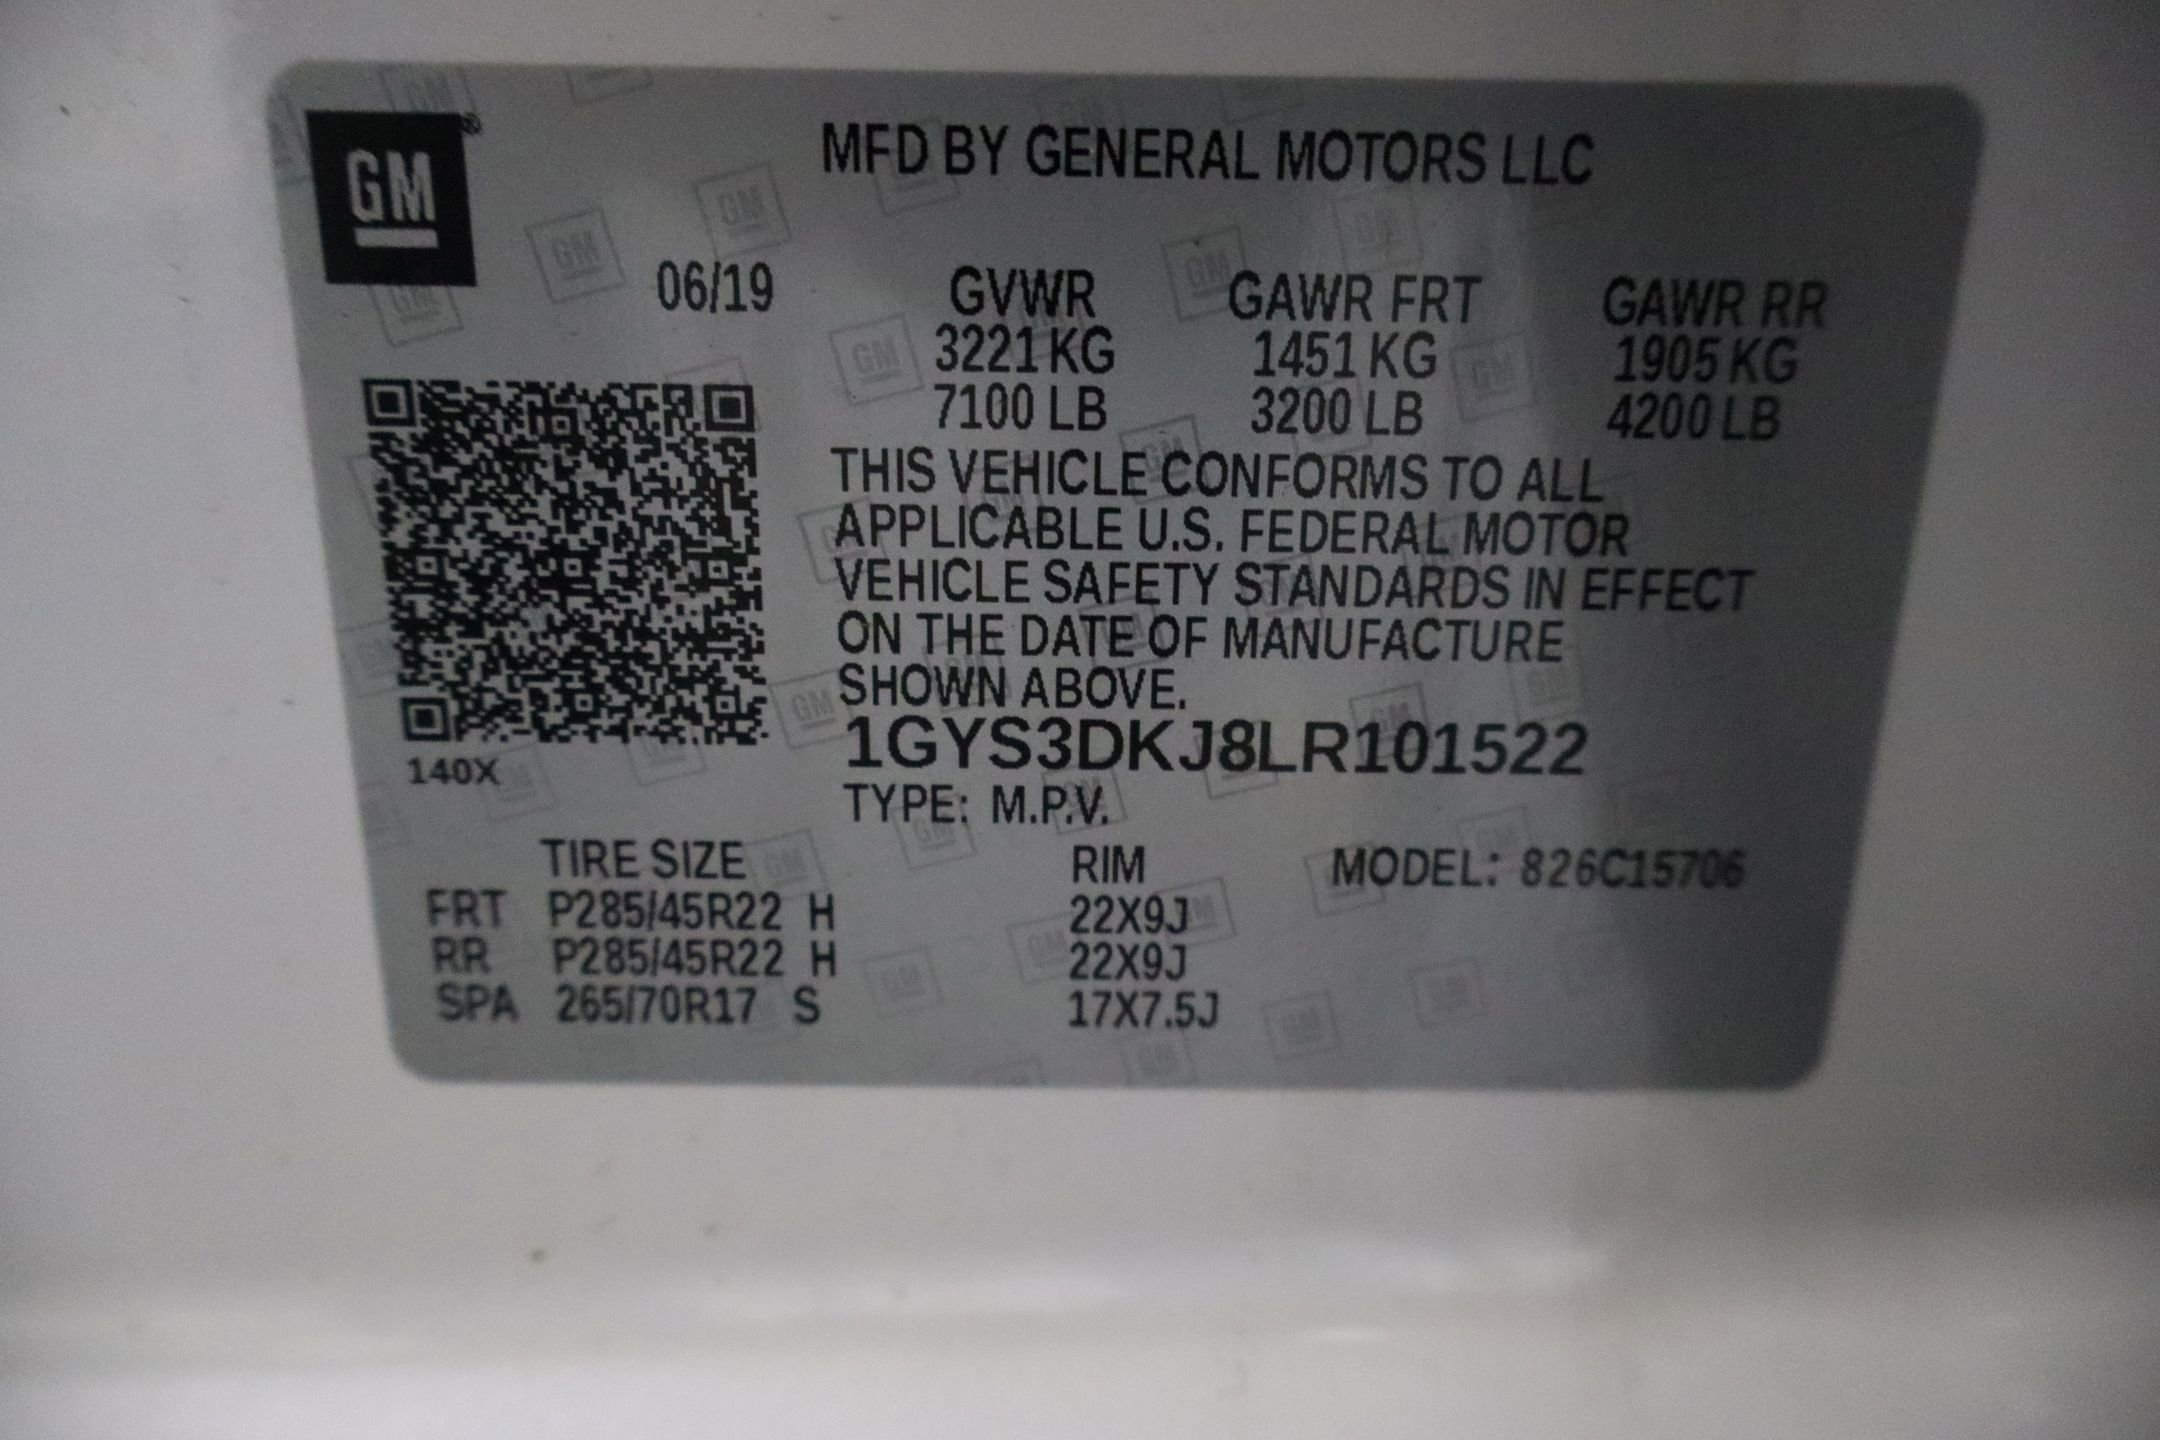 GM®
MFD BY GENERAL MOTORS LLC
06/19 GVWR GAWR FRT GAWR RR
3221 KG 1451 KG 1905 KG
7100 LB 3200 LB 4200 LB
THIS VEHICLE CONFORMS TO ALL
APPLICABLE U.S. FEDERAL MOTOR
VEHICLE SAFETY STANDARDS IN EFFECT
ON THE DATE OF MANUFACTURE
SHOWN ABOVE.
1GYS3DKJ8LR101522
140X
TYPE: M.P.V.
TIRE SIZE RIM MODEL: 826C15706
FRT P285/45R22 H 22X9J
RR P285/45R22 H 22X9J
SPA 265/70R17 S 17X7.5J